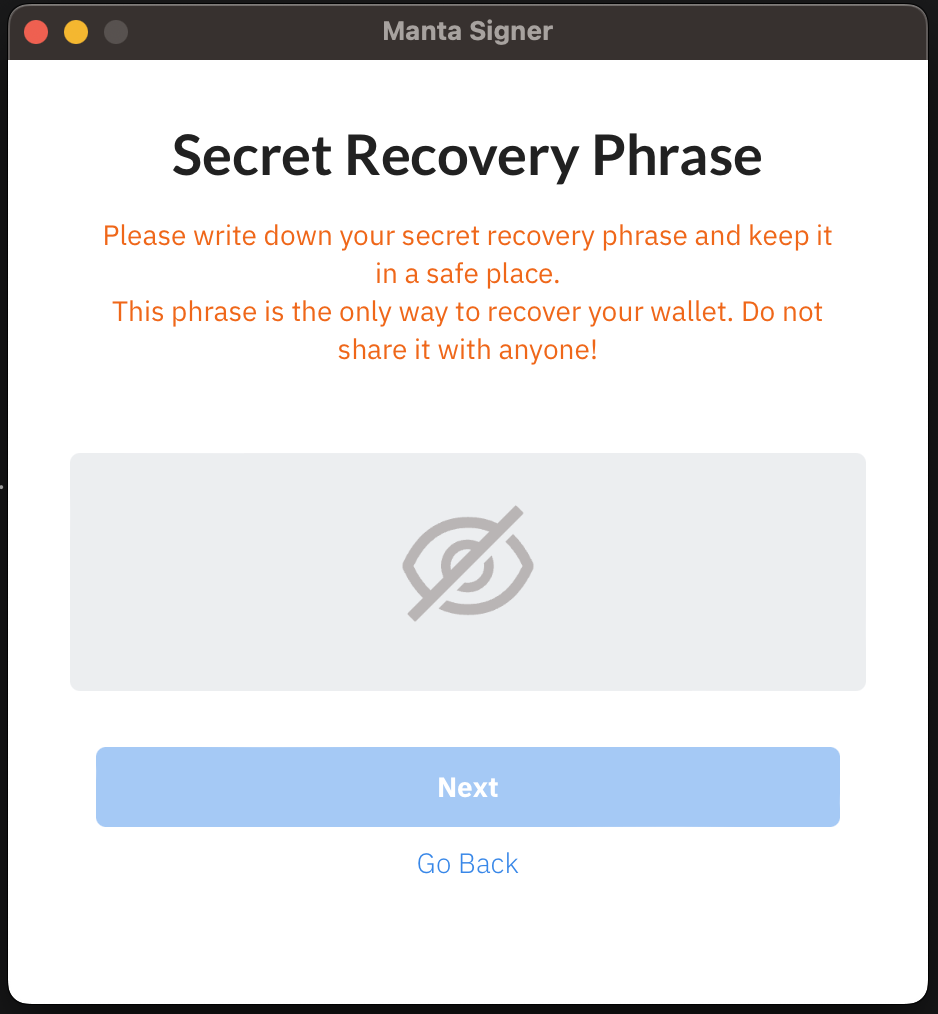 Manta Signer
Secret Recovery Phrase
Please write down your secret recovery phrase and keep it
in a safe place.
This phrase is the only way to recover your wallet. Do not
share it with anyone!
Next
Go Back